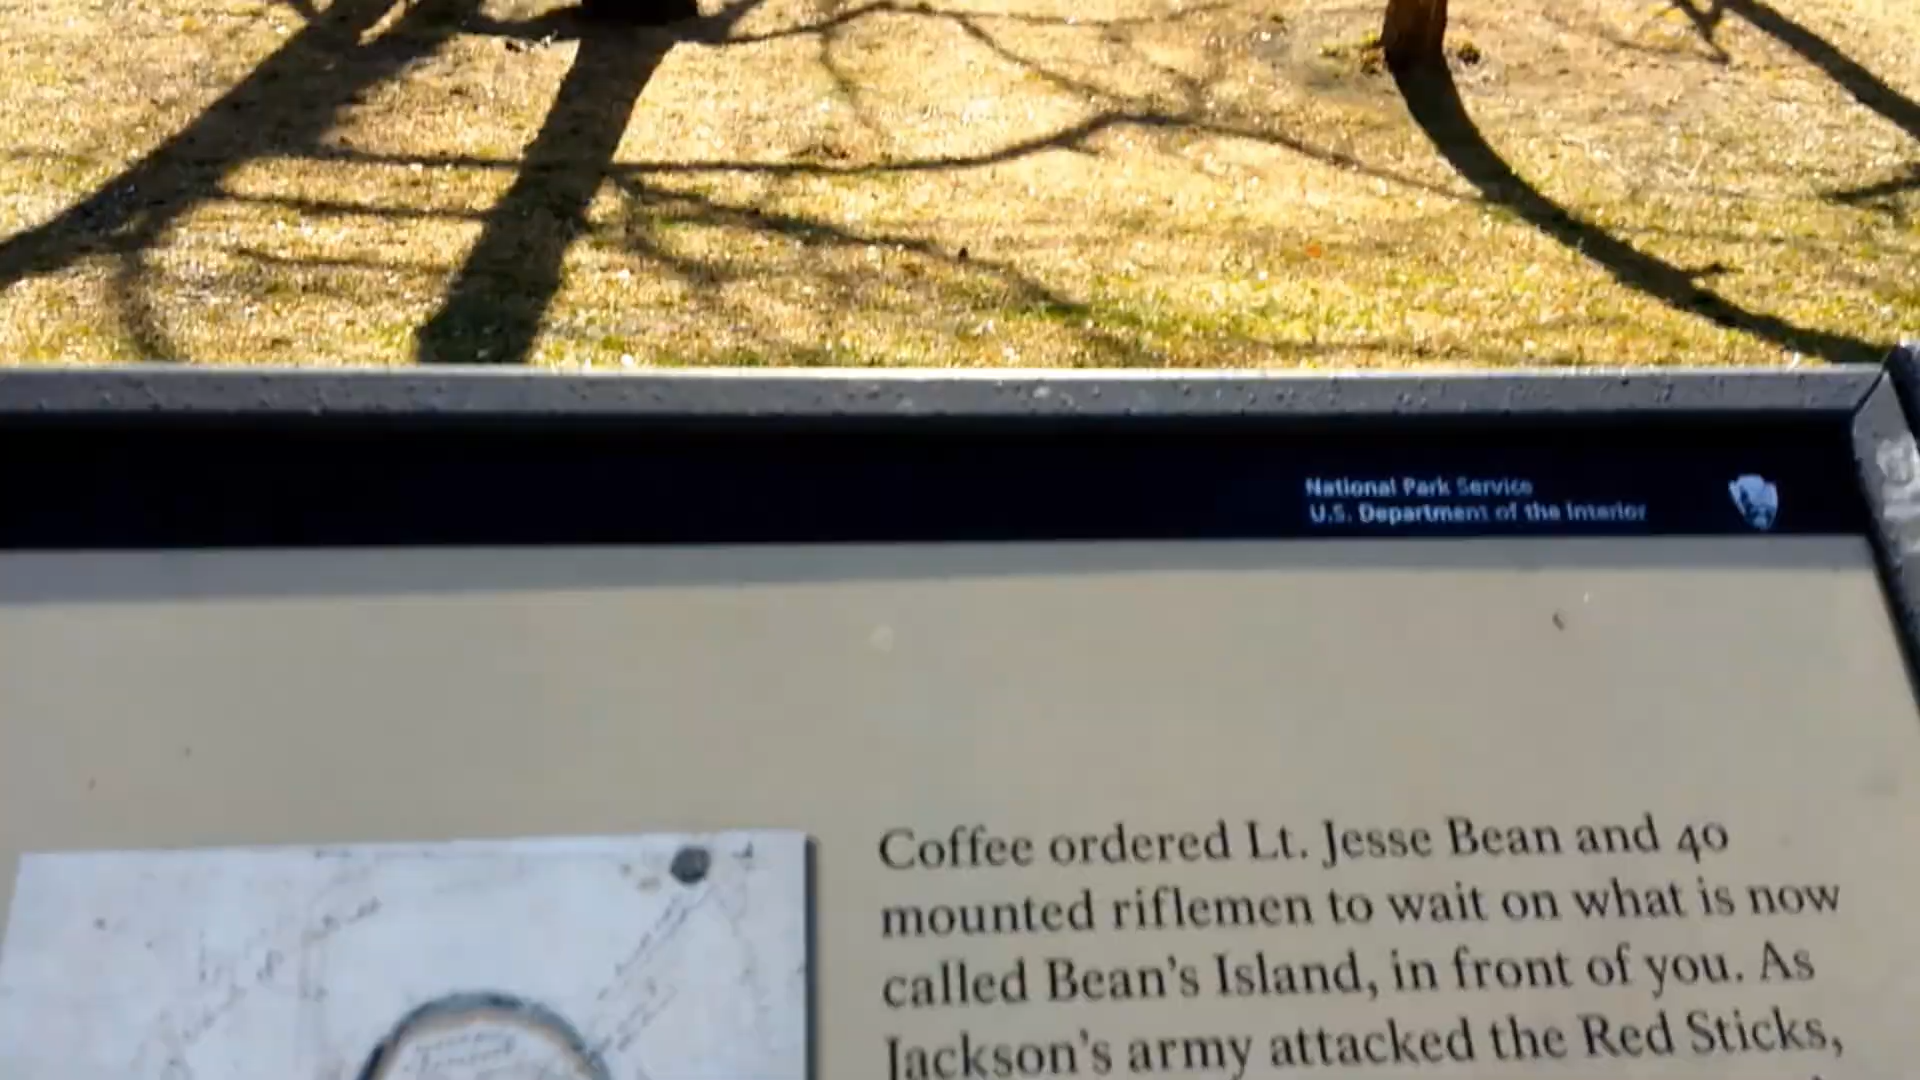 National Park Service
U.S. Department of the Interior
Coffee ordered Lt. Jesse Bean and 40
mounted riflemen to wait on what is now
called Bean's Island, in front of you. As
Jackson's army attacked the Red Sticks,